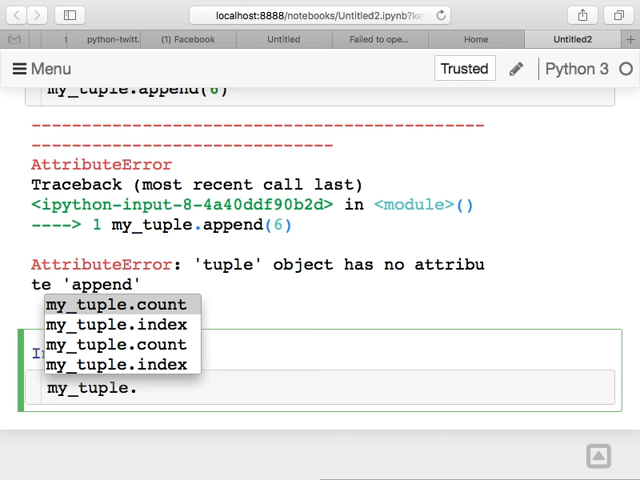 localhost:8888/notebooks/Untitled2.ipynb?ke
python-twitt.
(1) Facebook
Untitled
Failed to ope...
Home
Untitled2
+
Menu
Trusted
Python 3
my_tuple.append(6)
---------------------------------------------
------------------------------
AttributeError
Traceback (most recent call last)
<ipython-input-8-4a40ddf90b2d> in <module>()
----> 1 my_tuple.append(6)
AttributeError: 'tuple' object has no attribu
te 'append'
my_tuple.count
my_tuple.index
my_tuple.count
my_tuple.index
my_tuple.